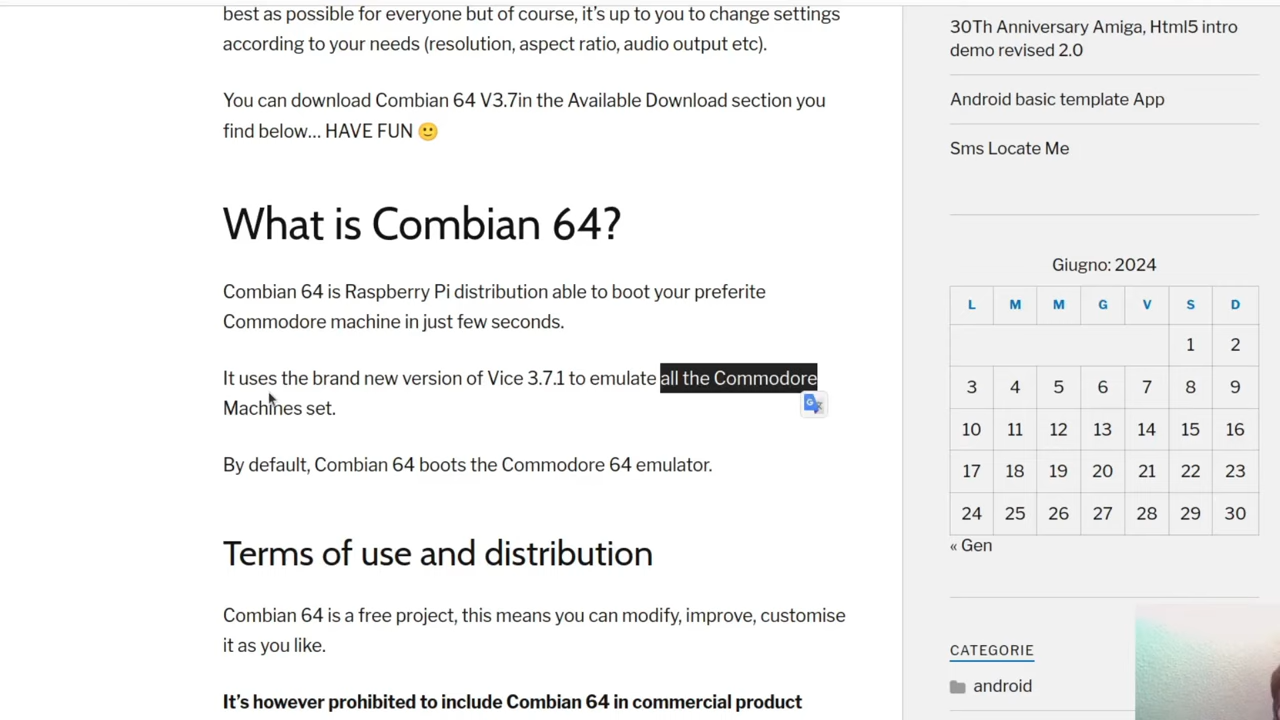 best as possible for everyone but of course, it's up to you to change settings
according to your needs (resolution, aspect ratio, audio output etc).
You can download Combian 64 V3.7in the Available Download section you
find below… HAVE FUN 🙂
What is Combian 64?
Combian 64 is Raspberry Pi distribution able to boot your preferite
Commodore machine in just few seconds.
It uses the brand new version of Vice 3.7.1 to emulate all the Commodore
Machines set.
By default, Combian 64 boots the Commodore 64 emulator.
Terms of use and distribution
Combian 64 is a free project, this means you can modify, improve, customise
it as you like.
It's however prohibited to include Combian 64 in commercial product
30Th Anniversary Amiga, Html5 intro
demo revised 2.0
Android basic template App
Sms Locate Me
Giugno: 2024
L M M G V S D
1 2
3 4 5 6 7 8 9
10 11 12 13 14 15 16
17 18 19 20 21 22 23
24 25 26 27 28 29 30
« Gen
CATEGORIE
android